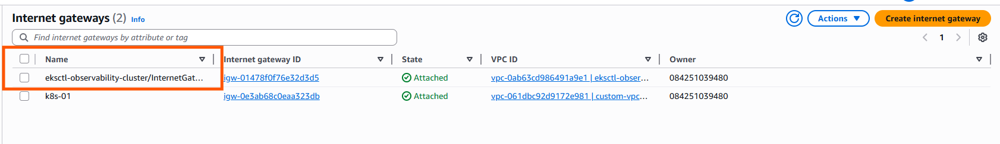 Internet gateways (2) Info
Actions
Create internet gateway
Find internet gateways by attribute or tag
1
Name Internet gateway ID State VPC ID Owner
eksctl-observability-cluster/InternetGat... igw-01478f0f76e32d3d5 Attached vpc-0ab63cd986491a9e1 | eksctl-obser... 084251039480
k8s-01 igw-0e3ab68c0eaa323db Attached vpc-061dbc92d9172e981 | custom-vpc... 084251039480